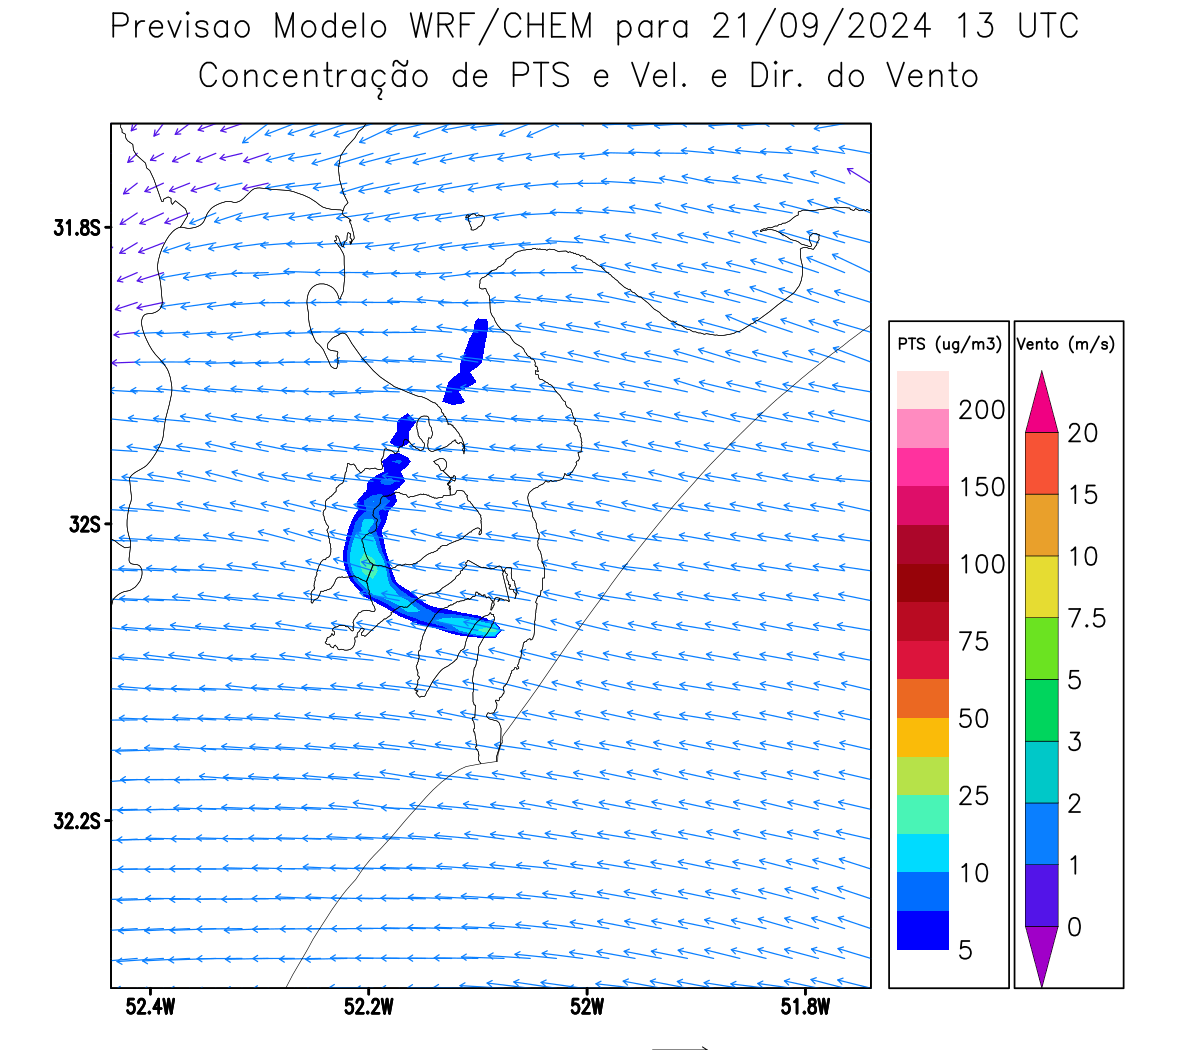 Previsao Modelo WRF/CHEM para 21/09/2024 13 UTC
Concentração de PTS e Vel. e Dir. do Vento
31.8S
32S
32.2S
52.4W 52.2W 52W 51.8W
PTS (ug/m3)
200
150
100
75
50
25
10
5
Vento (m/s)
20
15
10
7.5
5
3
2
1
0